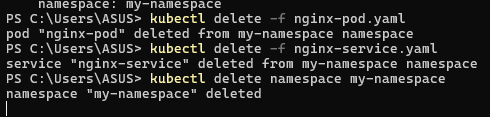 namespace: my-namespace
PS C:\Users\ASUS> kubectl delete -f nginx-pod.yaml
pod "nginx-pod" deleted from my-namespace namespace
PS C:\Users\ASUS> kubectl delete -f nginx-service.yaml
service "nginx-service" deleted from my-namespace namespace
PS C:\Users\ASUS> kubectl delete namespace my-namespace
namespace "my-namespace" deleted